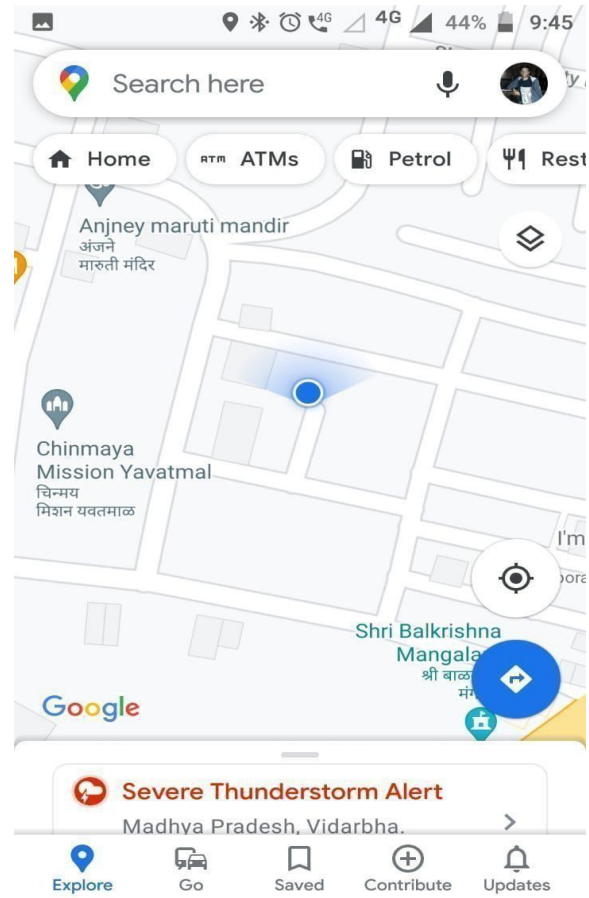 4G
4G
44%
9:45
Search here
Home
ATM ATMs
Petrol
Rest
Anjney maruti mandir
अंजने
मारुती मंदिर
Chinmaya
Mission Yavatmal
चिन्मय
मिशन यवतमाळ
I'm
pora
Shri Balkrishna
Mangala
श्री बाळ
मं
Google
Severe Thunderstorm Alert
Madhya Pradesh, Vidarbha,
Explore
Go
Saved
Contribute
Updates